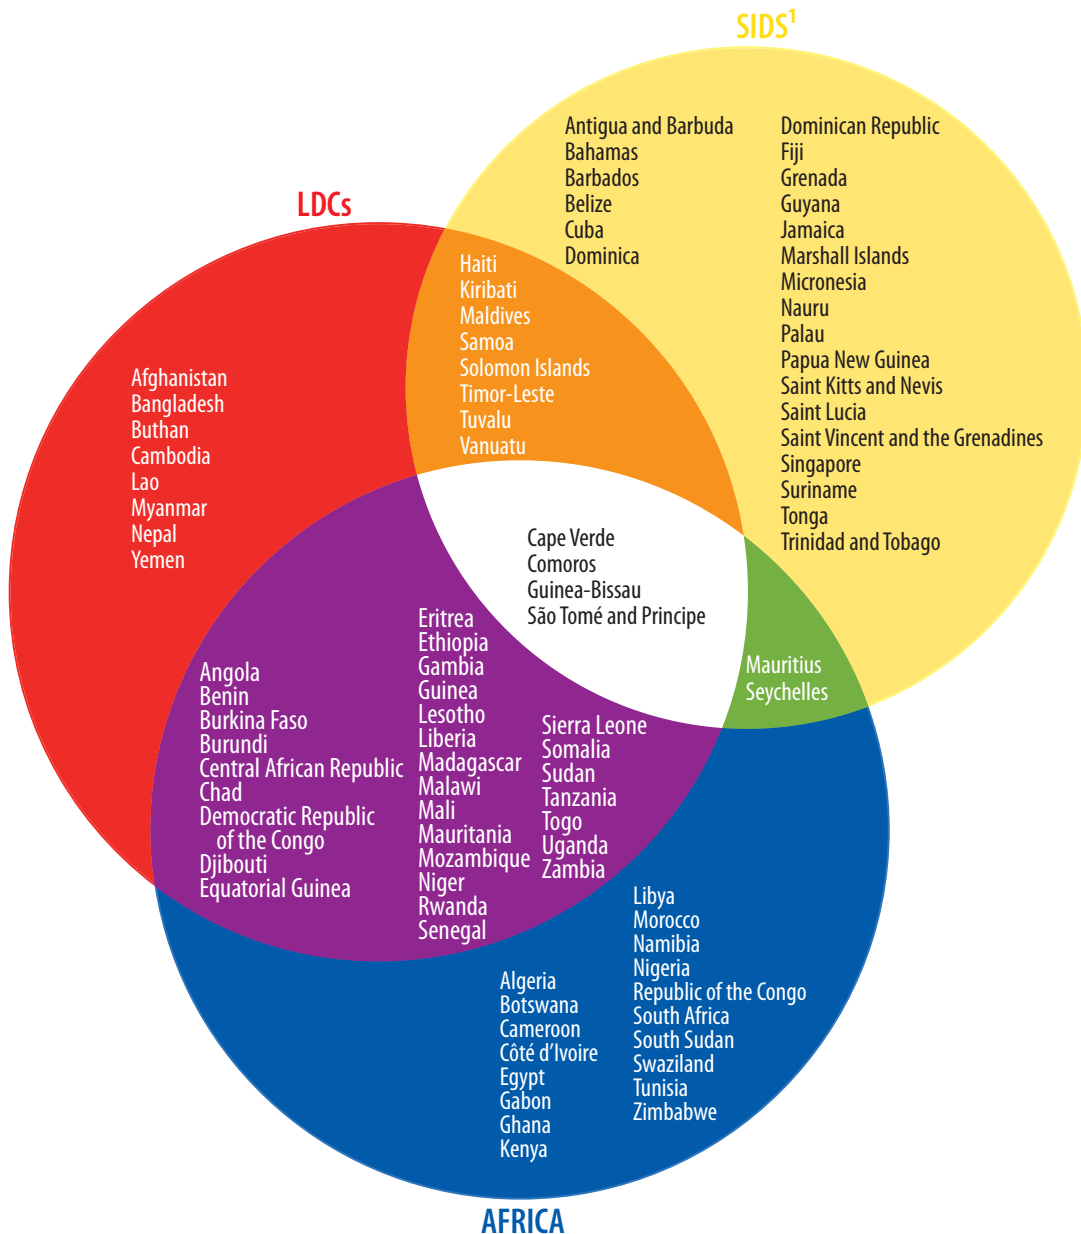 SIDS¹
Antigua and Barbuda
Bahamas
Barbados
Belize
Cuba
Dominica
Dominican Republic
Fiji
Grenada
Guyana
Jamaica
Marshall Islands
Micronesia
Nauru
Palau
Papua New Guinea
Saint Kitts and Nevis
Saint Lucia
Saint Vincent and the Grenadines
Singapore
Suriname
Tonga
Trinidad and Tobago
LDCs
Haiti
Kiribati
Maldives
Samoa
Solomon Islands
Timor-Leste
Tuvalu
Vanuatu
Afghanistan
Bangladesh
Buthan
Cambodia
Lao
Myanmar
Nepal
Yemen
Cape Verde
Comoros
Guinea-Bissau
São Tomé and Principe
Mauritius
Seychelles
Angola
Benin
Burkina Faso
Burundi
Central African Republic
Chad
Democratic Republic
of the Congo
Djibouti
Equatorial Guinea
Eritrea
Ethiopia
Gambia
Guinea
Lesotho
Liberia
Madagascar
Malawi
Mali
Mauritania
Mozambique
Niger
Rwanda
Senegal
Sierra Leone
Somalia
Sudan
Tanzania
Togo
Uganda
Zambia
Algeria
Botswana
Cameroon
Côté d'Ivoire
Egypt
Gabon
Ghana
Kenya
Libya
Morocco
Namibia
Nigeria
Republic of the Congo
South Africa
South Sudan
Swaziland
Tunisia
Zimbabwe
AFRICA